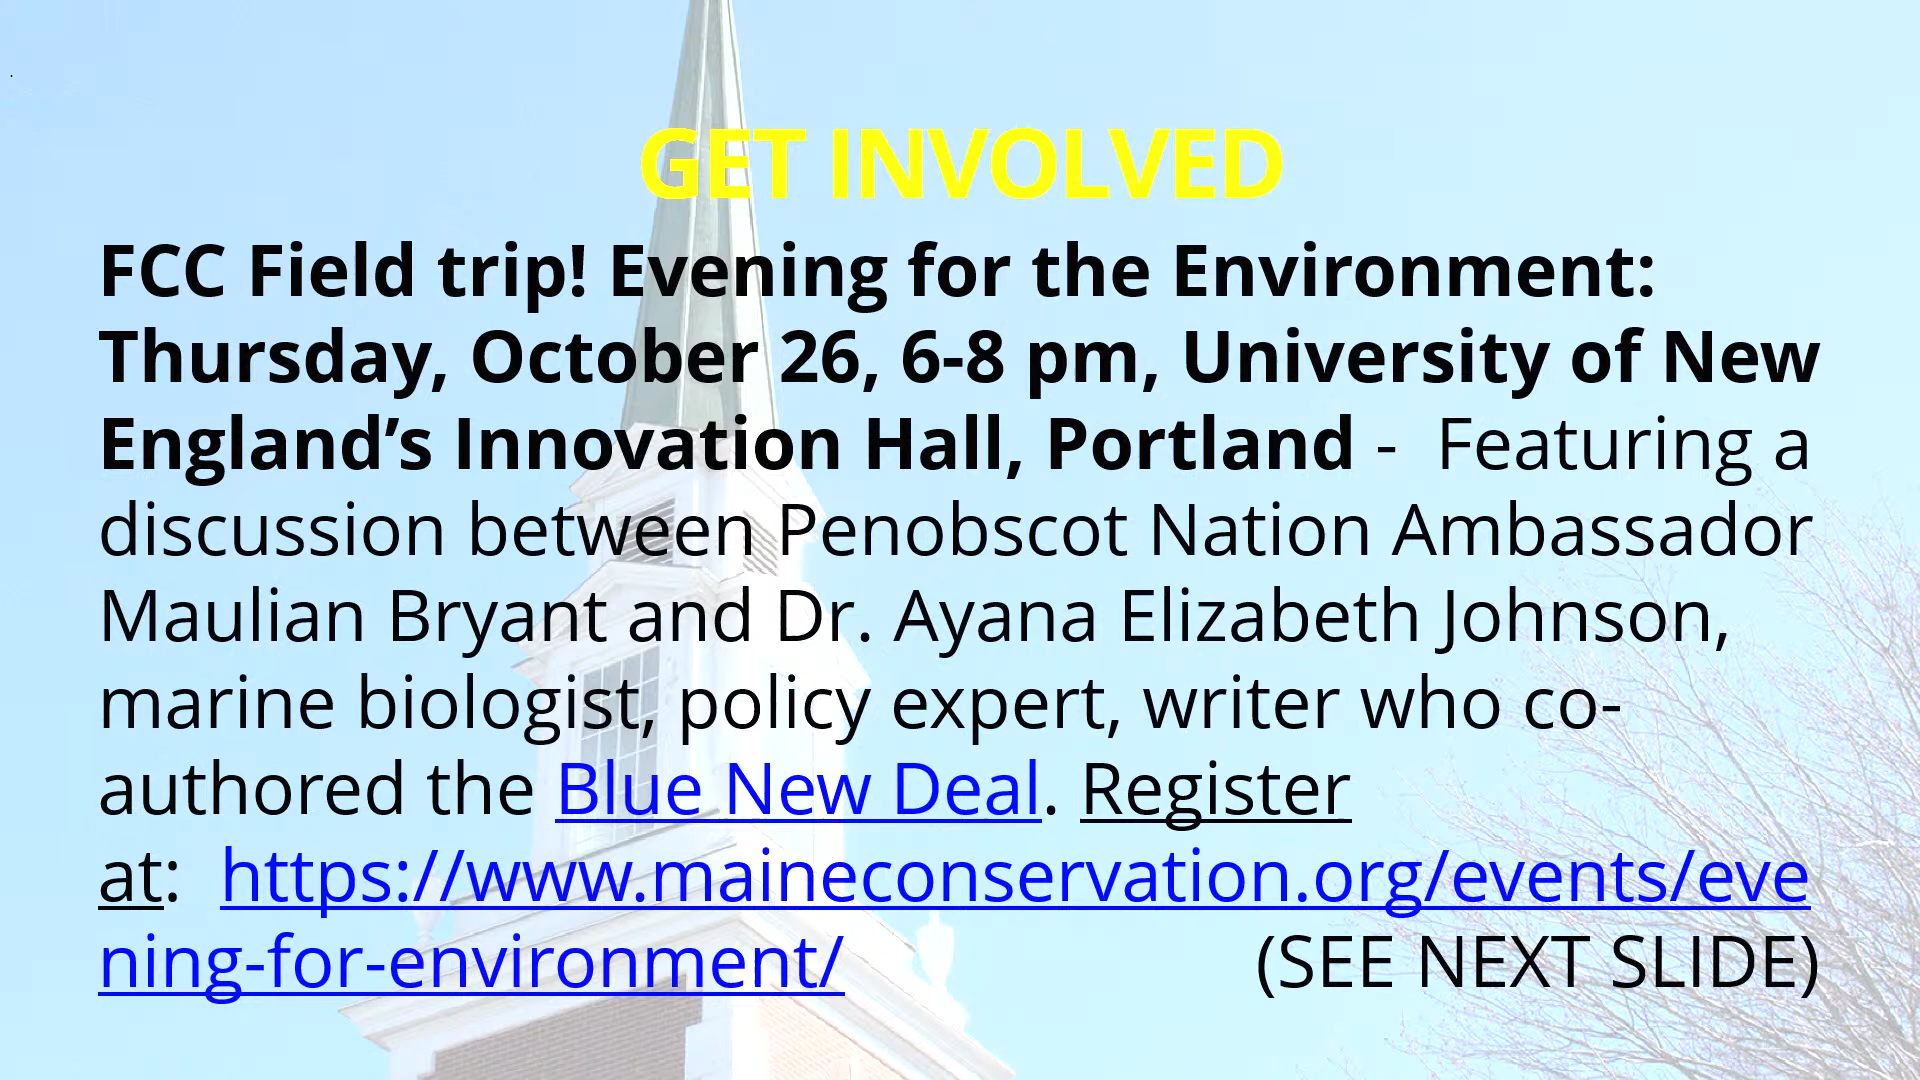 GET INVOLVED
FCC Field trip! Evening for the Environment:
Thursday, October 26, 6-8 pm, University of New
England’s Innovation Hall, Portland - Featuring a
discussion between Penobscot Nation Ambassador
Maulian Bryant and Dr. Ayana Elizabeth Johnson,
marine biologist, policy expert, writer who co-
authored the Blue New Deal. Register
at: https://www.maineconservation.org/events/eve
ning-for-environment/ (SEE NEXT SLIDE)